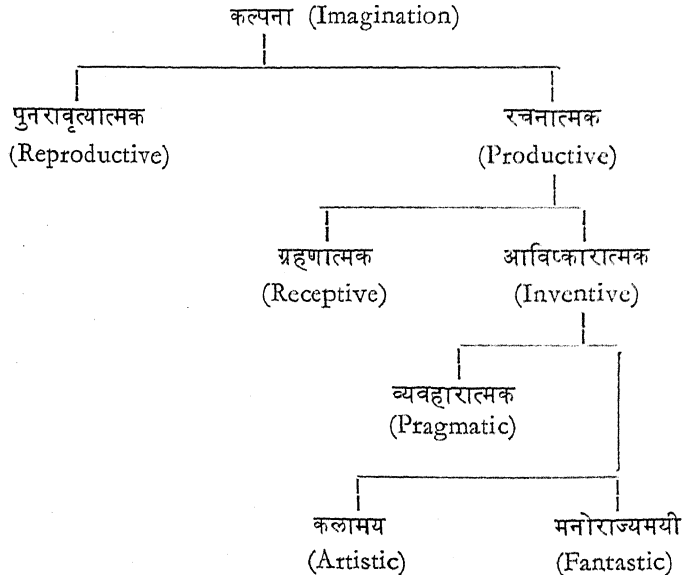 कल्पना (Imagination)
पुनरावृत्यात्मक
(Reproductive)
रचनात्मक
(Productive)
ग्रहणात्मक
(Receptive)
आविष्कारात्मक
(Inventive)
व्यवहारात्मक
(Pragmatic)
कलामय
(Artistic)
मनोराज्यमयी
(Fantastic)